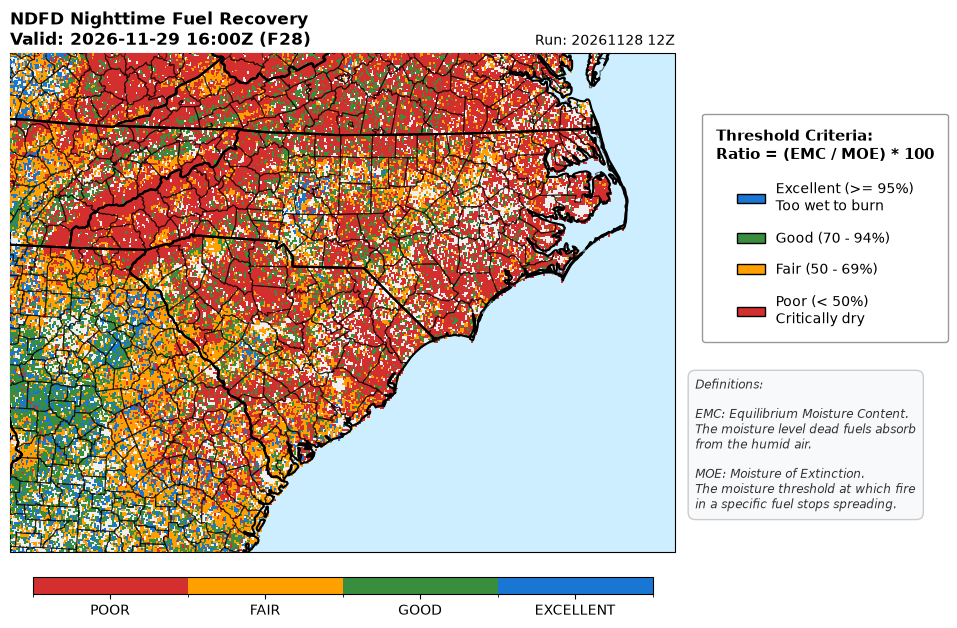 NDFD Nighttime Fuel Recovery
Valid: 2026-11-29 16:00Z (F28)
Run: 20261128 12Z
Threshold Criteria:
Ratio = (EMC / MOE) * 100
Excellent (>= 95%)
Too wet to burn
Good (70 - 94%)
Fair (50 - 69%)
Poor (< 50%)
Critically dry
Definitions:
EMC: Equilibrium Moisture Content.
The moisture level dead fuels absorb
from the humid air.
MOE: Moisture of Extinction.
The moisture threshold at which fire
in a specific fuel stops spreading.
POOR
FAIR
GOOD
EXCELLENT